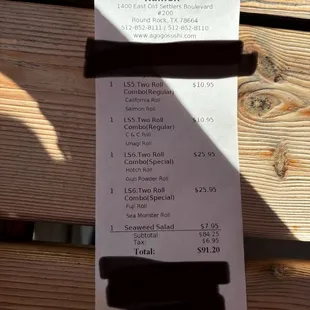 1400 East Old Settlers Boulevard
#200
Round Rock, TX 78664
512-852-8111 / 512-852-8110
www.agogosushi.com
1 LS5.Two Roll $10.95
Combo(Regular)
California Roll
Salmon Roll
1 LS5.Two Roll $10.95
Combo(Regular)
C & C Roll
Unagi Roll
1 LS6.Two Roll $25.95
Combo(Special)
Hotch Roll
Gun Powder Roll
1 LS6.Two Roll $25.95
Combo(Special)
Fuji Roll
Sea Monster Roll
1 Seaweed Salad $7.95
Subtotal $84.25
Tax: $6.95
Total: $91.20